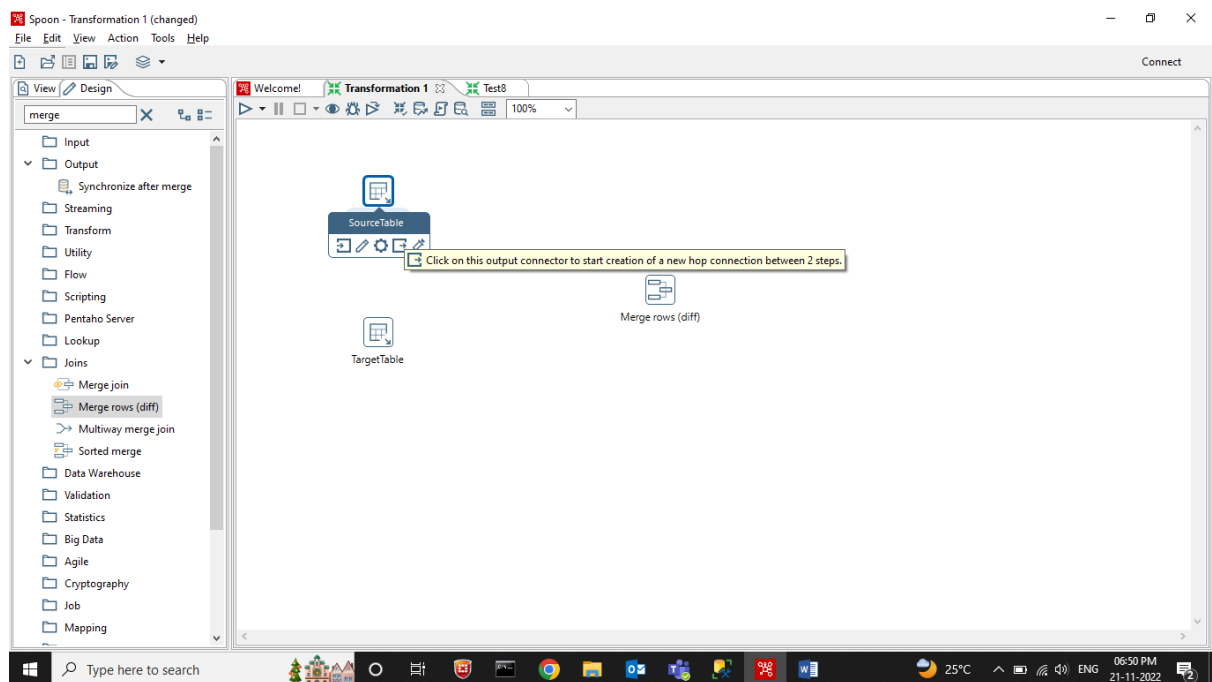 Spoon - Transformation 1 (changed)
File Edit View Action Tools Help
Connect
View Design
Welcome! Transformation 1 Test8
merge
100%
Input
Output
Synchronize after merge
Streaming
Transform
Utility
Flow
Scripting
Pentaho Server
Lookup
Joins
Merge join
Merge rows (diff)
Multiway merge join
Sorted merge
Data Warehouse
Validation
Statistics
Big Data
Agile
Cryptography
Job
Mapping
SourceTable
Click on this output connector to start creation of a new hop connection between 2 steps.
Merge rows (diff)
TargetTable
Type here to search
25°C
ENG
06:50 PM
21-11-2022
2